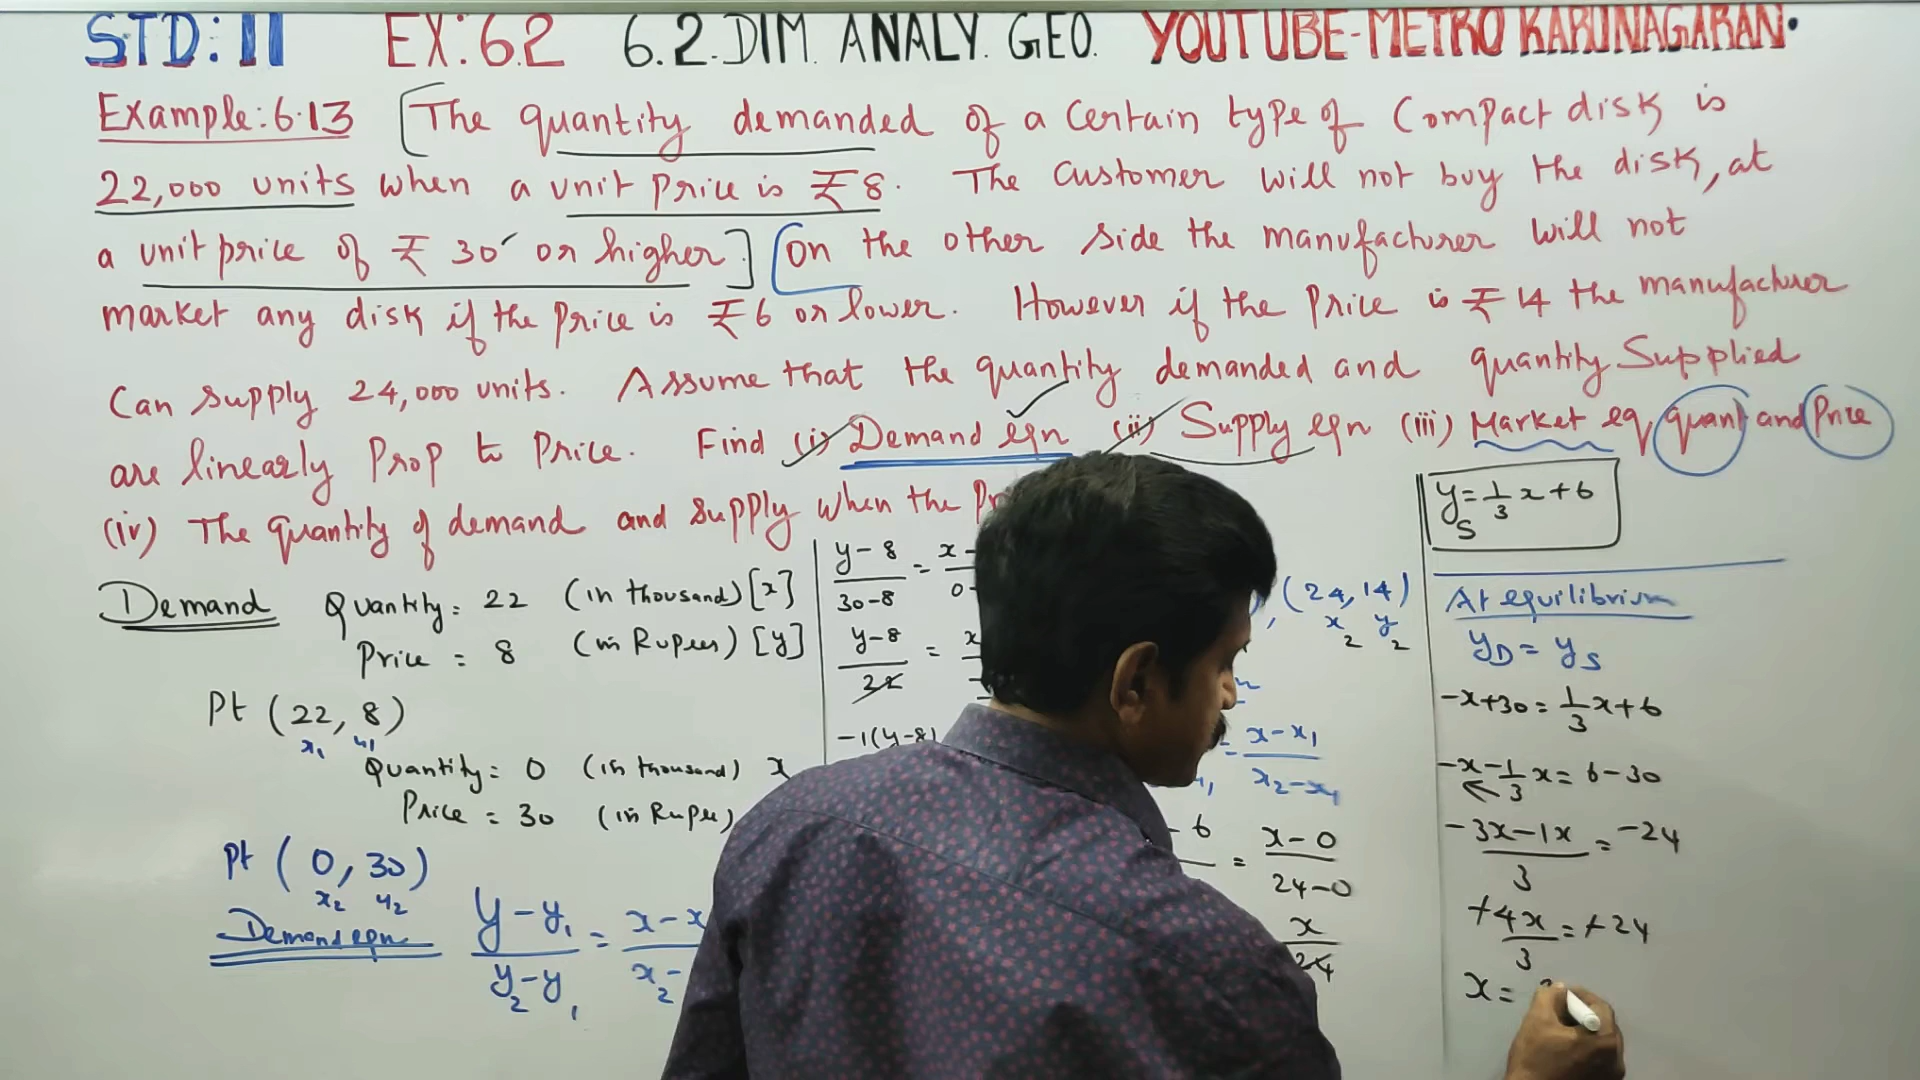 STD: 11 EX: 6.2 6.2. DIM. ANALY. GEO. YOUTUBE-METRO KARUNAGARAN.
Example: 6.13 [The quantity demanded of a certain type of compact disk is
22,000 units when a unit price is ₹ 8. The customer will not buy the disk, at
a unit price of ₹ 30 or higher.] [On the other side the manufacturer will not
market any disk if the price is ₹ 6 or lower. However if the price is ₹ 14 the manufacturer
can supply 24,000 units. Assume that the quantity demanded and quantity supplied
are linearly prop to price. Find (i) Demand eqn (ii) Supply eqn (iii) Market eq quant and price
(iv) The quantity of demand and supply when the
Demand Quantity = 22 (in thousand) [x]
Price = 8 (in Rupees) [y]
Pt (22, 8)
x₁ y₁
Quantity = 0 (in thousand) x
Price = 30 (in Rupee)
Pt (0, 30)
x₂ y₂
Demand eqn y-y₁/y₂-y₁ = x-x/x₂-
y-8/30-8 = x-/0-
y-8/22 = x
-1(y-8)
, (24, 14)
x₂ y₂
= x-x₁/x₂-x₁
-6 = x-0/24-0
x/24
y_S = 1/3 x+6
At equilibrium
y_D = y_S
-x+30 = 1/3 x+6
-x-1/3 x = 6-30
-3x-1x/3 = -24
+4x/3 = +24
x =